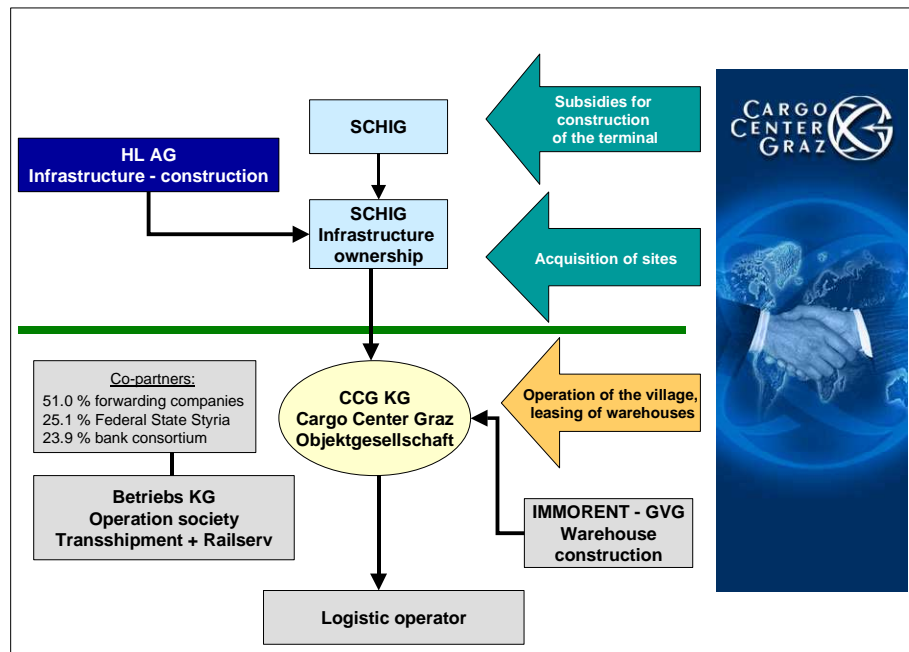 SCHIG
Subsidies for
construction
of the terminal
CARGO
CENTER
GRAZ
HL AG
Infrastructure - construction
SCHIG
Infrastructure
ownership
Acquisition of sites
Co-partners:
51.0 % forwarding companies
25.1 % Federal State Styria
23.9 % bank consortium
CCG KG
Cargo Center Graz
Objektgesellschaft
Operation of the village,
leasing of warehouses
Betriebs KG
Operation society
Transshipment + Railserv
IMMORENT - GVG
Warehouse
construction
Logistic operator